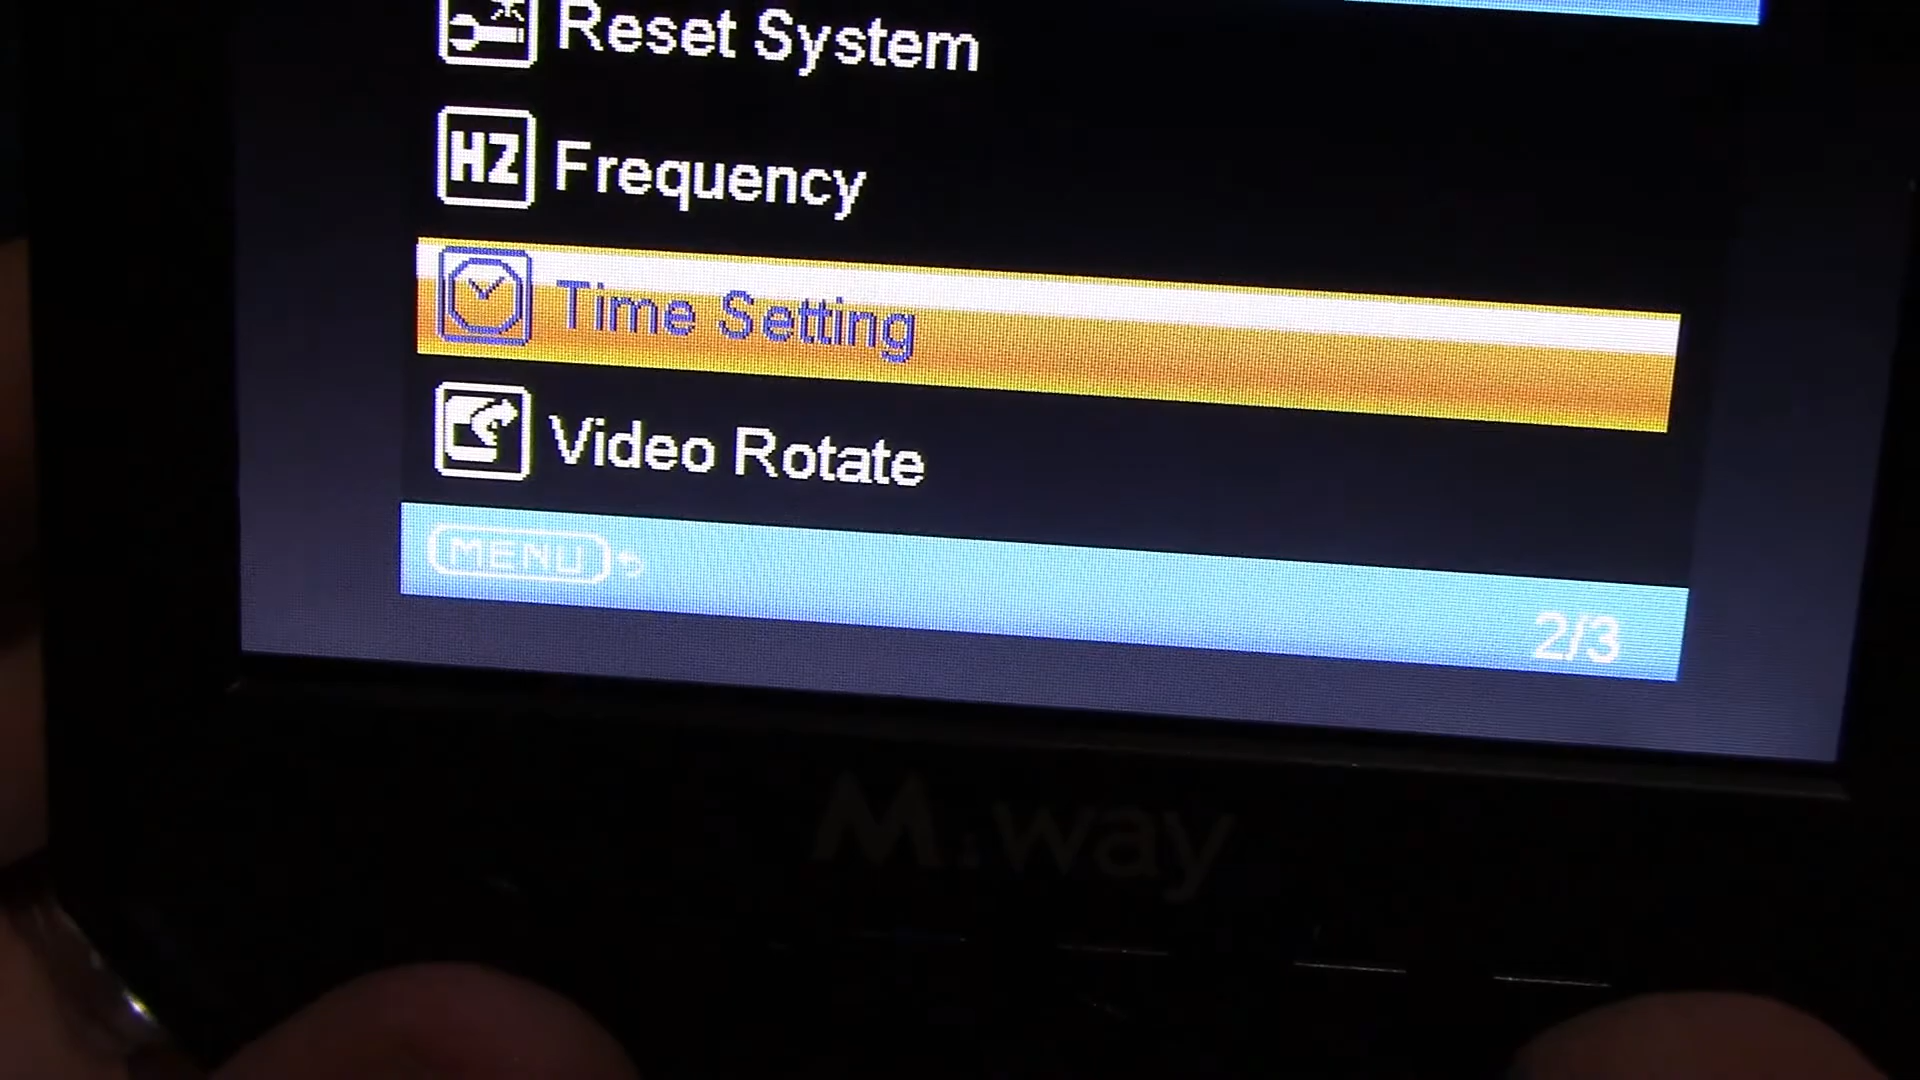 Reset System
HZ Frequency
Time Setting
Video Rotate
MENU
2/3
M.way